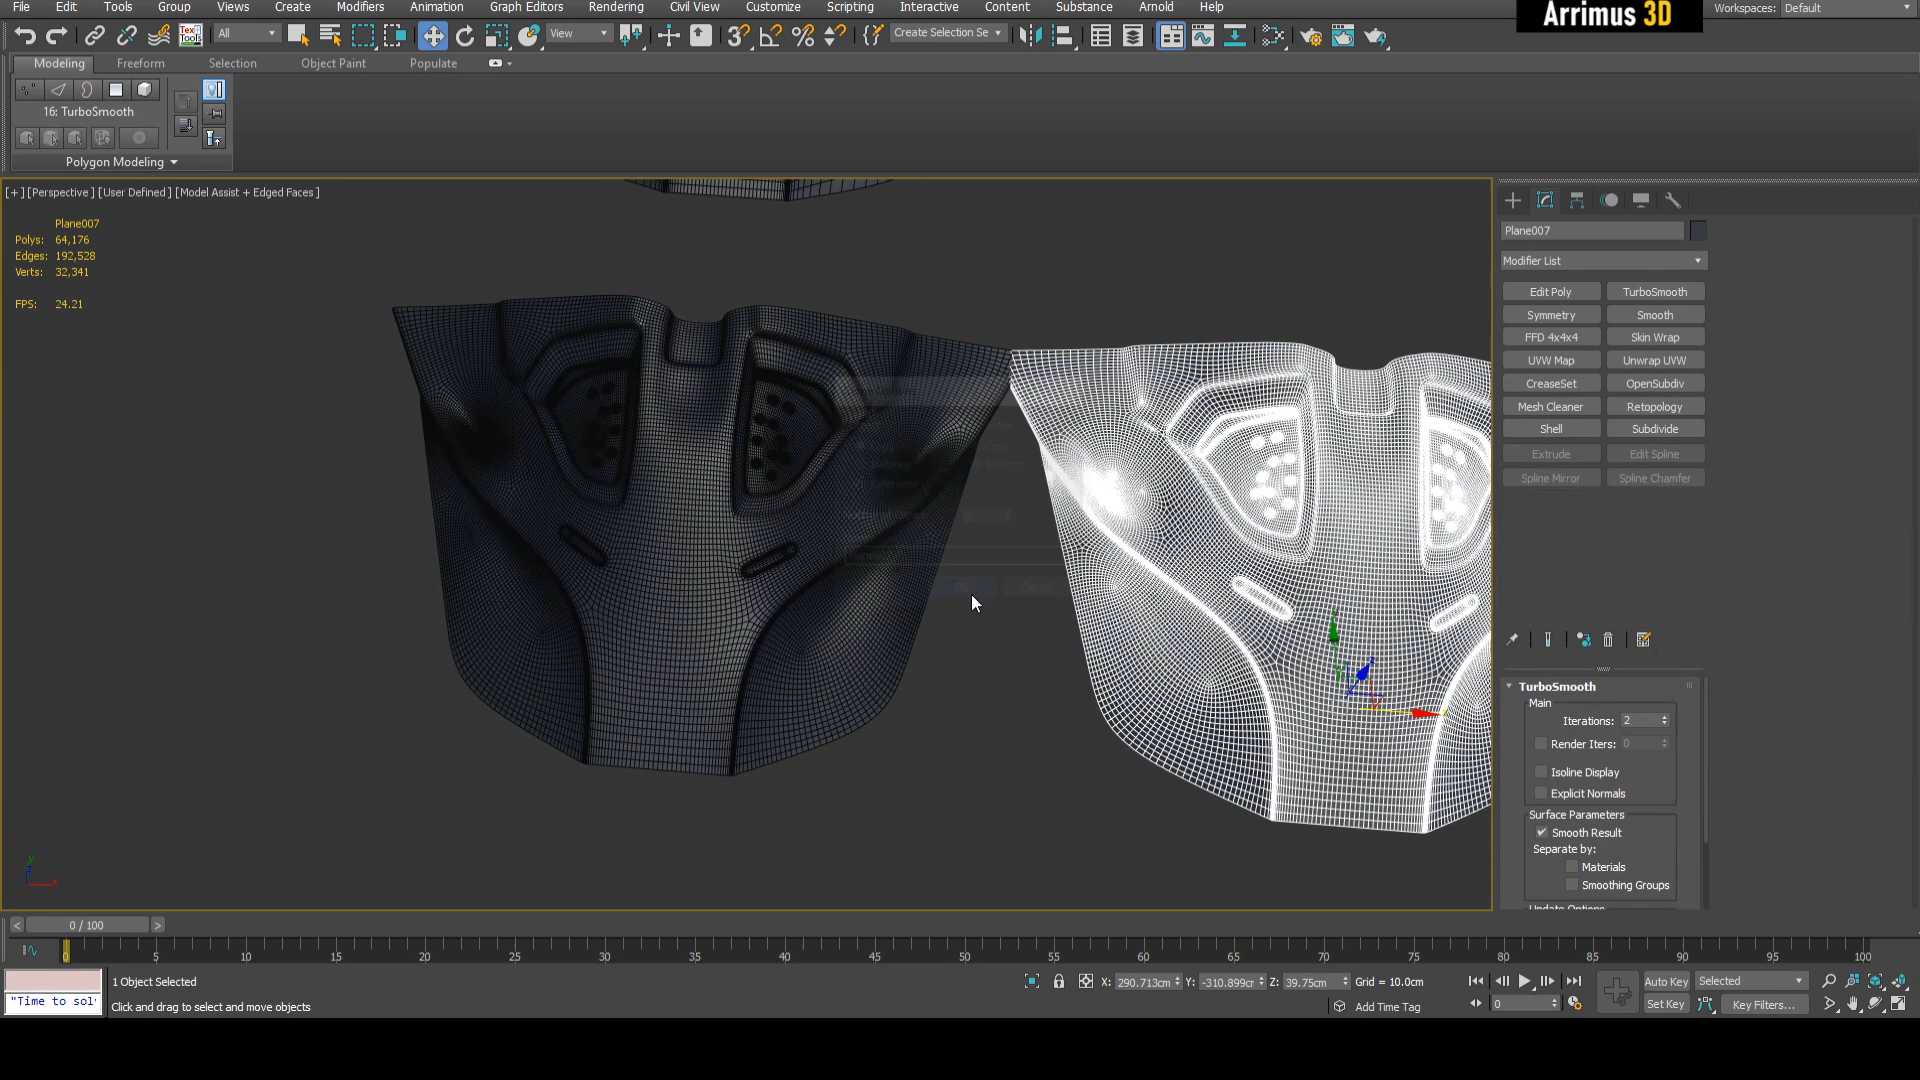 File Edit Tools Group Views Create Modifiers Animation Graph Editors Rendering Civil View Customize Scripting Interactive Content Substance Arnold Help
Arrimus 3D
Workspaces: Default
All
View
Create Selection Se
Modeling Freeform Selection Object Paint Populate
16: TurboSmooth
Polygon Modeling
[+] [Perspective] [User Defined] [Model Assist + Edged Faces]
Plane007
Polys: 64,176
Edges: 192,528
Verts: 32,341
FPS: 24.21
Plane007
Modifier List
Edit Poly TurboSmooth
Symmetry Smooth
FFD 4x4x4 Skin Wrap
UVW Map Unwrap UVW
CreaseSet OpenSubdiv
Mesh Cleaner Retopology
Shell Subdivide
Extrude Edit Spline
Spline Mirror Spline Chamfer
TurboSmooth
Main
Iterations: 2
Render Iters: 0
Isoline Display
Explicit Normals
Surface Parameters
Smooth Result
Separate by:
Materials
Smoothing Groups
< 0 / 100 >
0 5 10 15 20 25 30 35 40 45 50 55 60 65 70 75 80 85 90 95 100
1 Object Selected
X: 290.713cm Y: -310.899cr Z: 39.75cm Grid = 10.0cm
Auto Key Selected
"Time to sol
Click and drag to select and move objects
Add Time Tag
0
Set Key Key Filters...